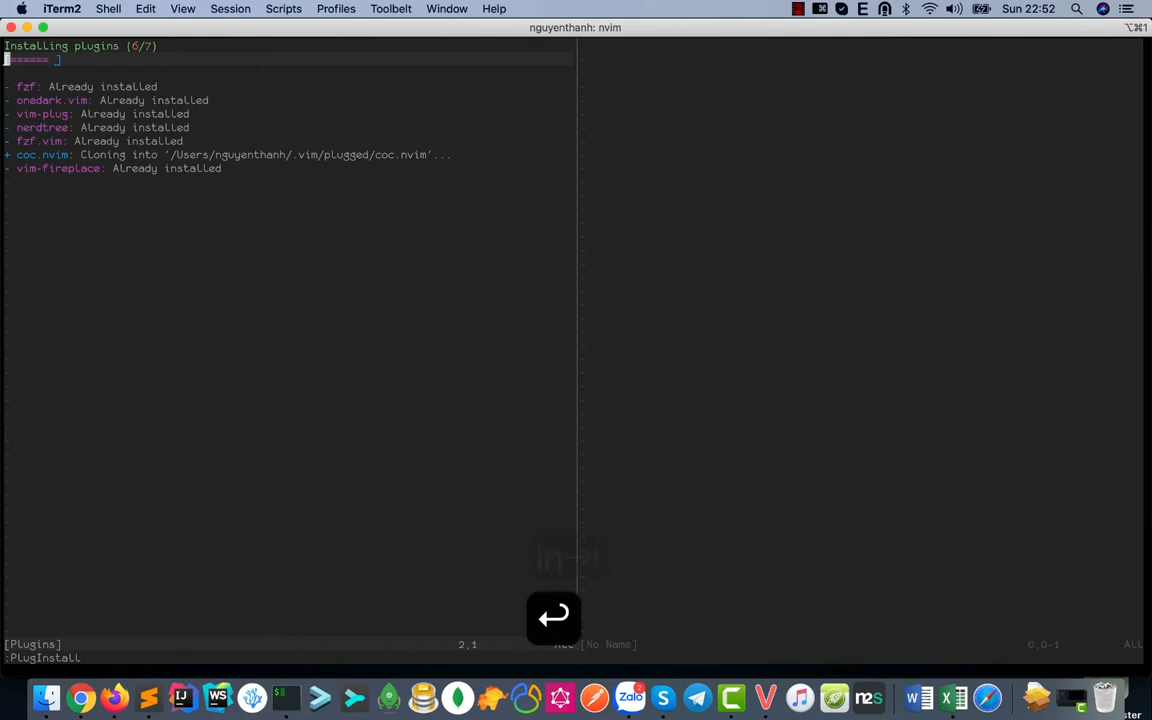 iTerm2 Shell Edit View Session Scripts Profiles Toolbelt Window Help Sun 22:52
nguyenthanh: nvim ⌥⌘1
Installing plugins (6/7)
[====== ]
- fzf: Already installed
- onedark.vim: Already installed
- vim-plug: Already installed
- nerdtree: Already installed
- fzf.vim: Already installed
+ coc.nvim: Cloning into '/Users/nguyenthanh/.vim/plugged/coc.nvim'...
- vim-fireplace: Already installed
[Plugins] 2,1 All [No Name] 0,0-1 All
:PlugInstall